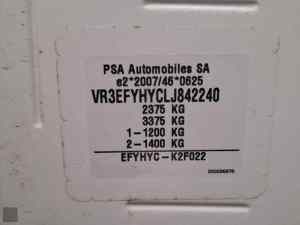 PSA Automobiles SA
e2*2007/46*0625
VR3EFYHYCLJ842240
2375 KG
3375 KG
1-1200 KG
2-1400 KG
EFYHYC-K2F022